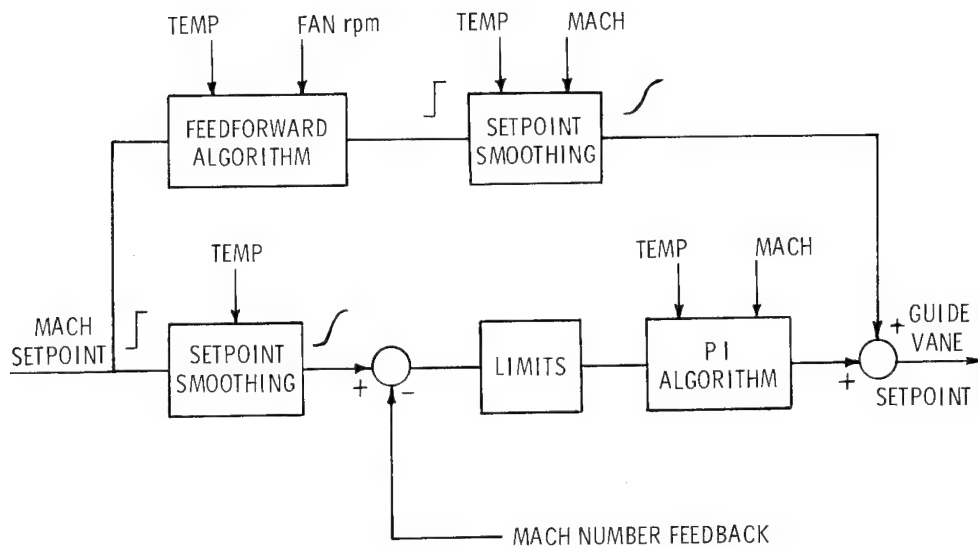 TEMP
FAN rpm
TEMP
MACH
FEEDFORWARD
ALGORITHM
SETPOINT
SMOOTHING
TEMP
TEMP
MACH
MACH
SETPOINT
SETPOINT
SMOOTHING
+
-
LIMITS
PI
ALGORITHM
+
+
GUIDE
VANE
SETPOINT
MACH NUMBER FEEDBACK